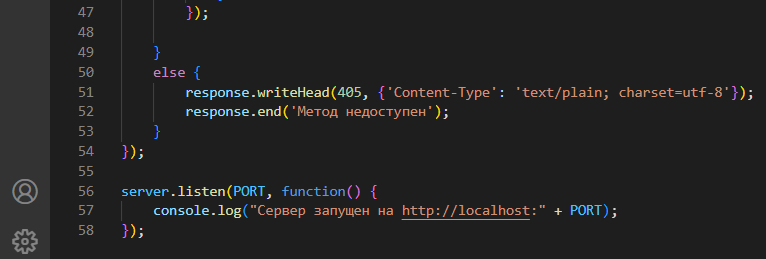 47 });
48
49 }
50 else {
51 response.writeHead(405, {'Content-Type': 'text/plain; charset=utf-8'});
52 response.end('Метод недоступен');
53 }
54 });
55
56 server.listen(PORT, function() {
57 console.log("Сервер запущен на http://localhost:" + PORT);
58 });